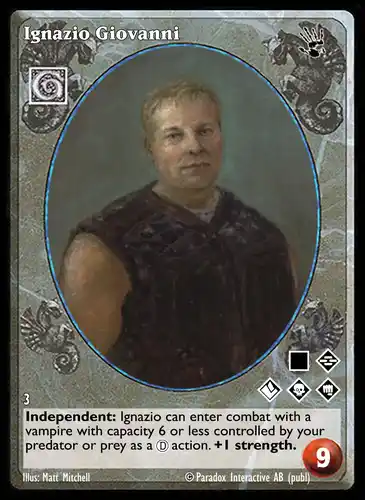 Ignazio Giovanni
3
Independent: Ignazio can enter combat with a
vampire with capacity 6 or less controlled by your
predator or prey as a Ⓓ action. +1 strength.
9
Illus: Matt Mitchell
© Paradox Interactive AB (publ)